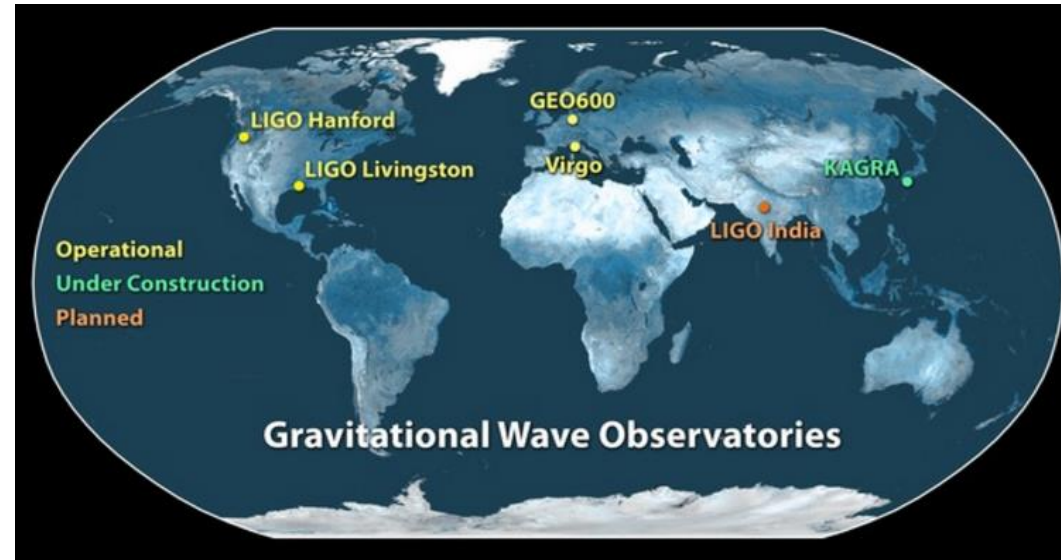 GEO600
LIGO Hanford
Virgo
LIGO Livingston
KAGRA
LIGO India
Operational
Under Construction
Planned
Gravitational Wave Observatories